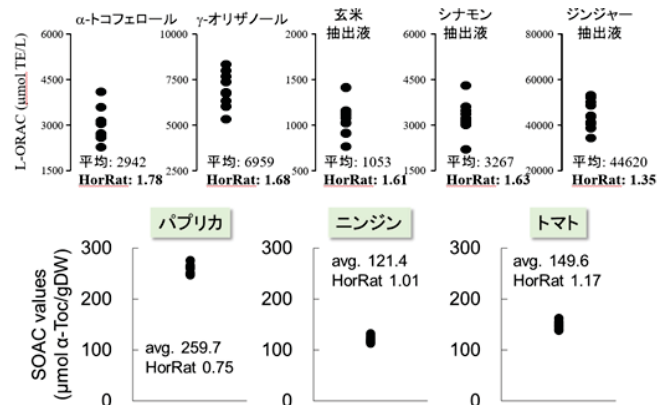 α-トコフェロール
γ-オリザノール
玄米
抽出液
シナモン
抽出液
ジンジャー
抽出液
L-ORAC (μmol TE/L)
6000
4500
3000
1500
平均: 2942
HorRat: 1.78
10000
7500
5000
2500
平均: 6959
HorRat: 1.68
2000
1500
1000
500
平均: 1053
HorRat: 1.61
6000
4500
3000
1500
平均: 3267
HorRat: 1.63
80000
60000
40000
20000
平均: 44620
HorRat: 1.35
パプリカ
ニンジン
トマト
SOAC values
(μmol α-Toc/gDW)
300
200
100
0
avg. 259.7
HorRat 0.75
300
200
100
0
avg. 121.4
HorRat 1.01
300
200
100
0
avg. 149.6
HorRat 1.17